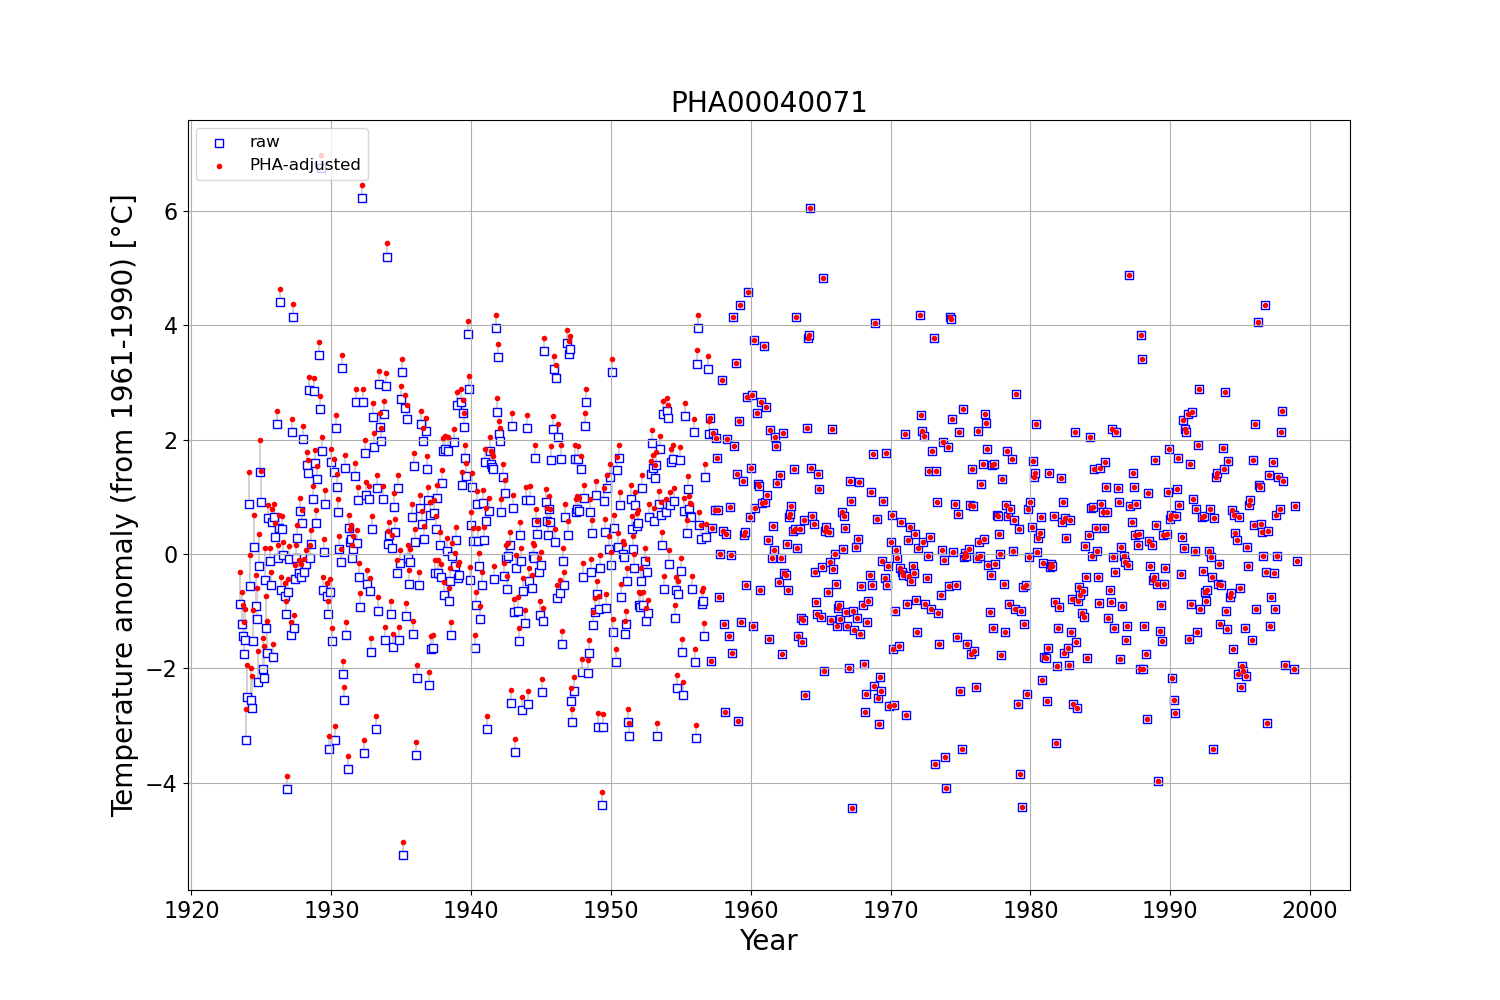 PHA00040071
raw
PHA-adjusted
Temperature anomaly (from 1961-1990) [°C]
6
4
2
0
−2
−4
1920 1930 1940 1950 1960 1970 1980 1990 2000
Year